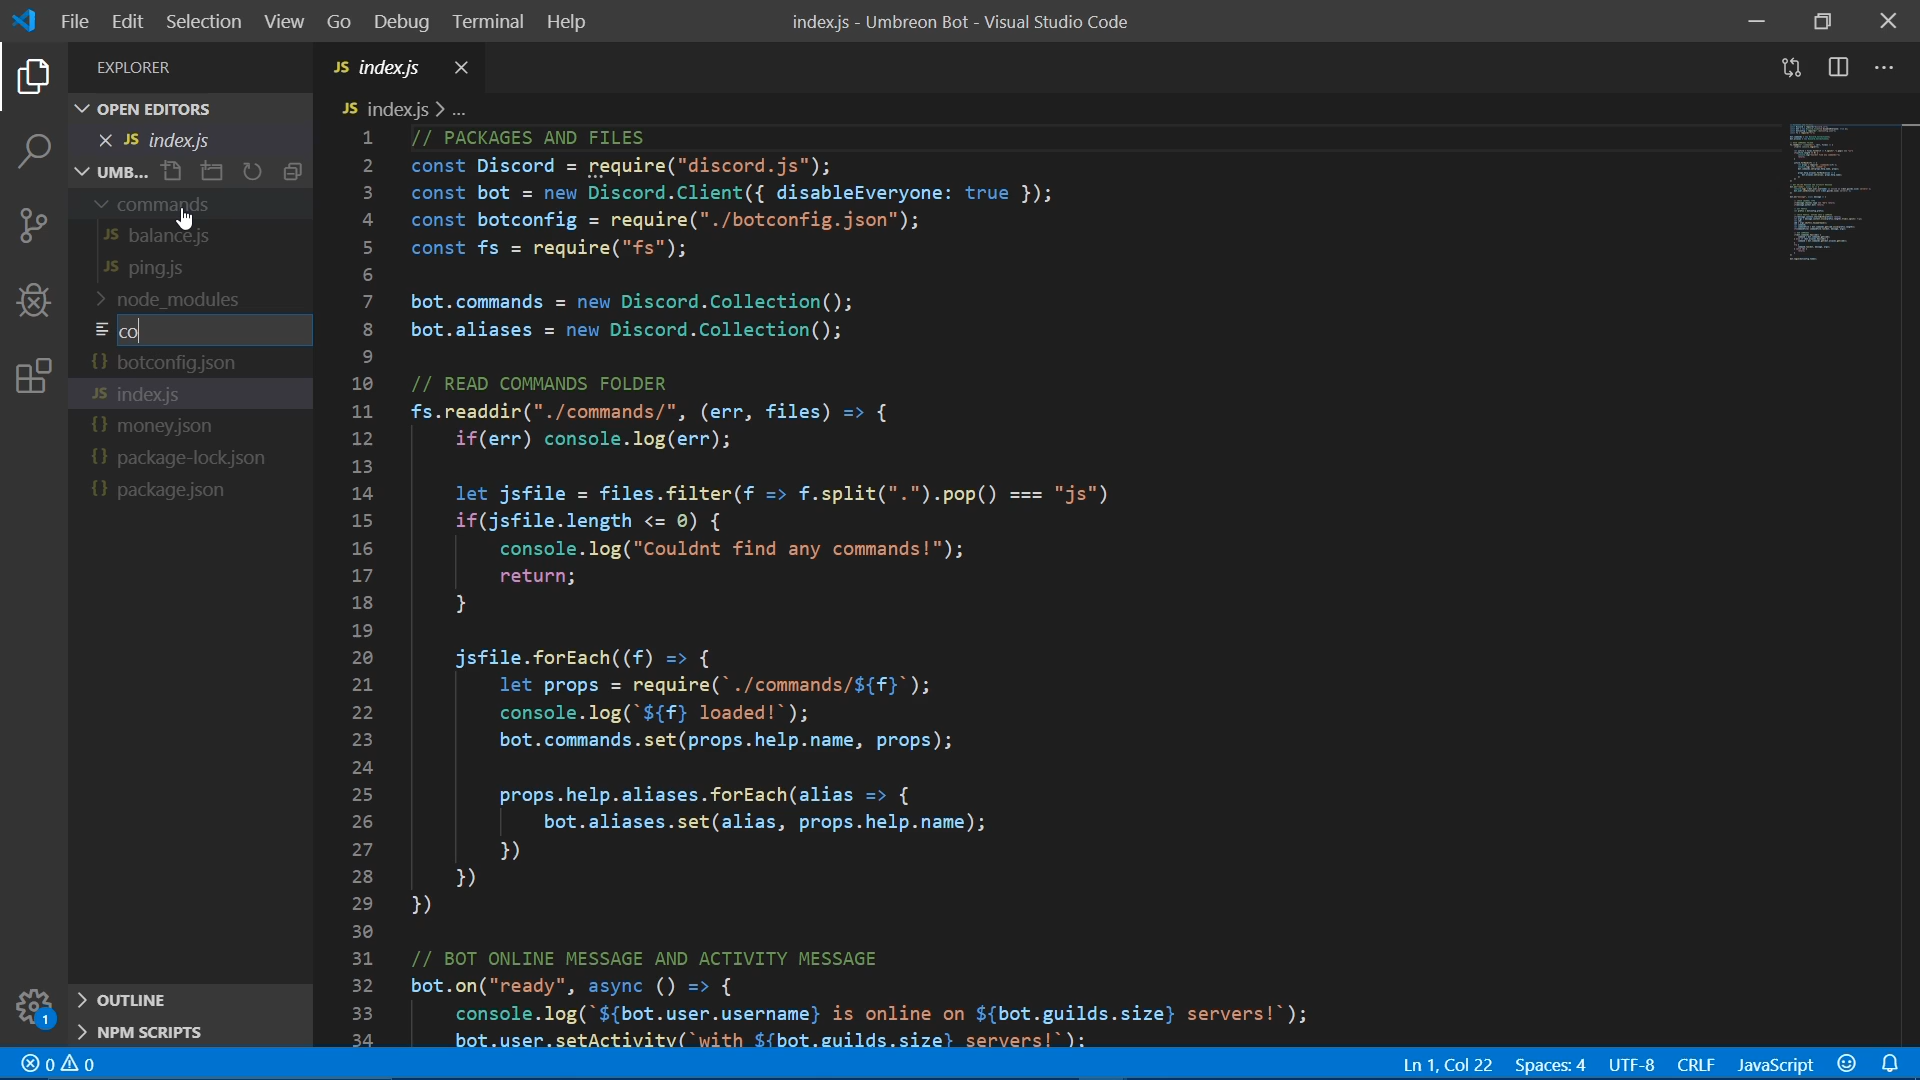 File Edit Selection View Go Debug Terminal Help
index.js - Umbreon Bot - Visual Studio Code
EXPLORER
OPEN EDITORS
JS index.js
UMB...
commands
JS balance.js
JS ping.js
node_modules
co
{} botconfig.json
JS index.js
{} money.json
{} package-lock.json
{} package.json
OUTLINE
NPM SCRIPTS
1
JS index.js
JS index.js > ...
1 // PACKAGES AND FILES
2 const Discord = require("discord.js");
3 const bot = new Discord.Client({ disableEveryone: true });
4 const botconfig = require("./botconfig.json");
5 const fs = require("fs");
6
7 bot.commands = new Discord.Collection();
8 bot.aliases = new Discord.Collection();
9
10 // READ COMMANDS FOLDER
11 fs.readdir("./commands/", (err, files) => {
12 if(err) console.log(err);
13
14 let jsfile = files.filter(f => f.split(".").pop() === "js")
15 if(jsfile.length <= 0) {
16 console.log("Couldnt find any commands!");
17 return;
18 }
19
20 jsfile.forEach((f) => {
21 let props = require(`./commands/${f}`);
22 console.log(`${f} loaded!`);
23 bot.commands.set(props.help.name, props);
24
25 props.help.aliases.forEach(alias => {
26 bot.aliases.set(alias, props.help.name);
27 })
28 })
29 })
30
31 // BOT ONLINE MESSAGE AND ACTIVITY MESSAGE
32 bot.on("ready", async () => {
33 console.log(`${bot.user.username} is online on ${bot.guilds.size} servers!`);
34 bot.user.setActivity(`with ${bot.guilds.size} servers!`);
0 0
Ln 1, Col 22 Spaces: 4 UTF-8 CRLF JavaScript